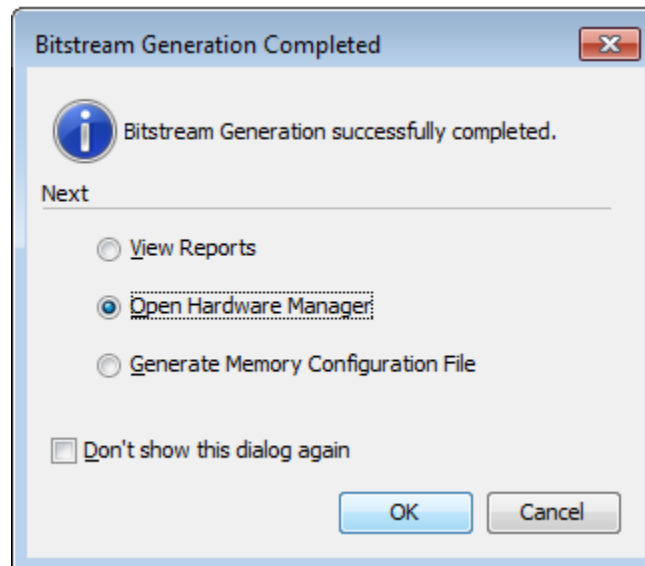 Bitstream Generation Completed
Bitstream Generation successfully completed.
Next
View Reports
Open Hardware Manager
Generate Memory Configuration File
Don't show this dialog again
OK Cancel